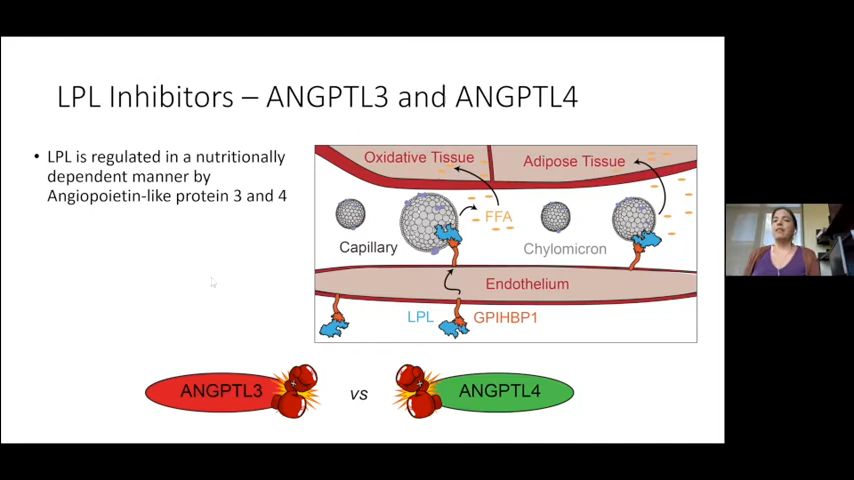 LPL Inhibitors – ANGPTL3 and ANGPTL4
• LPL is regulated in a nutritionally
dependent manner by
Angiopoietin-like protein 3 and 4
Oxidative Tissue
Adipose Tissue
FFA
Capillary
Chylomicron
Endothelium
LPL
GPIHBP1
ANGPTL3
vs
ANGPTL4